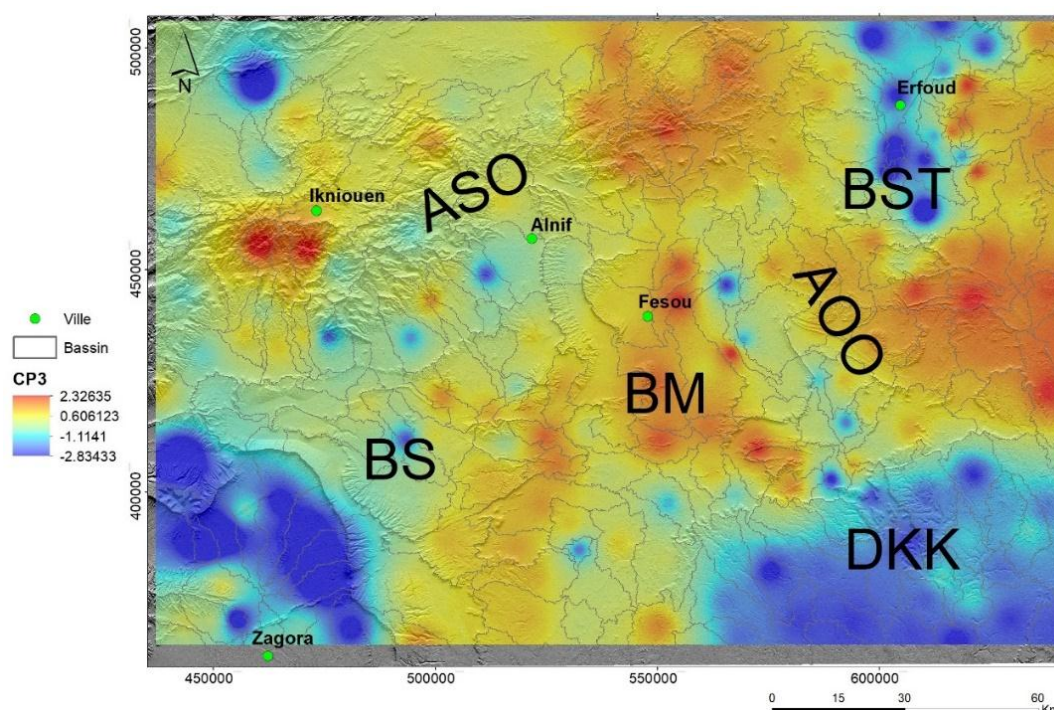 N
Erfoud
ASO
BST
Ikniouen
Alnif
AOO
Fesou
BM
BS
DKK
Zagora
Ville
Bassin
CP3
2.32635
0.606123
-1.1141
-2.83433
500000
450000
400000
450000
500000
550000
600000
0 15 30 60